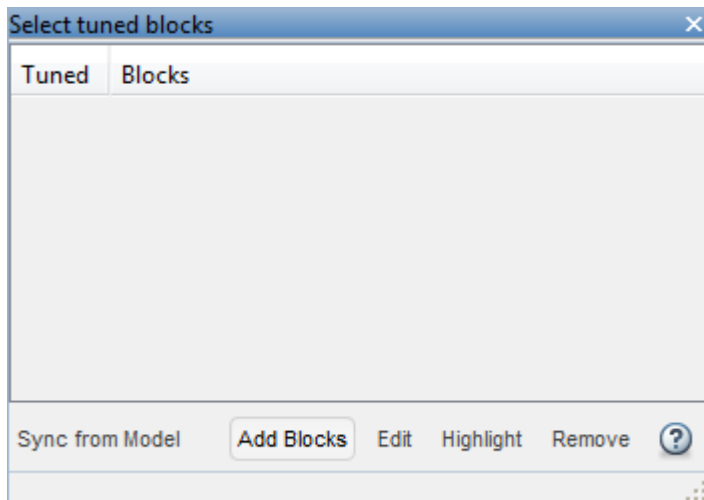 Select tuned blocks
Tuned Blocks
Sync from Model Add Blocks Edit Highlight Remove ?